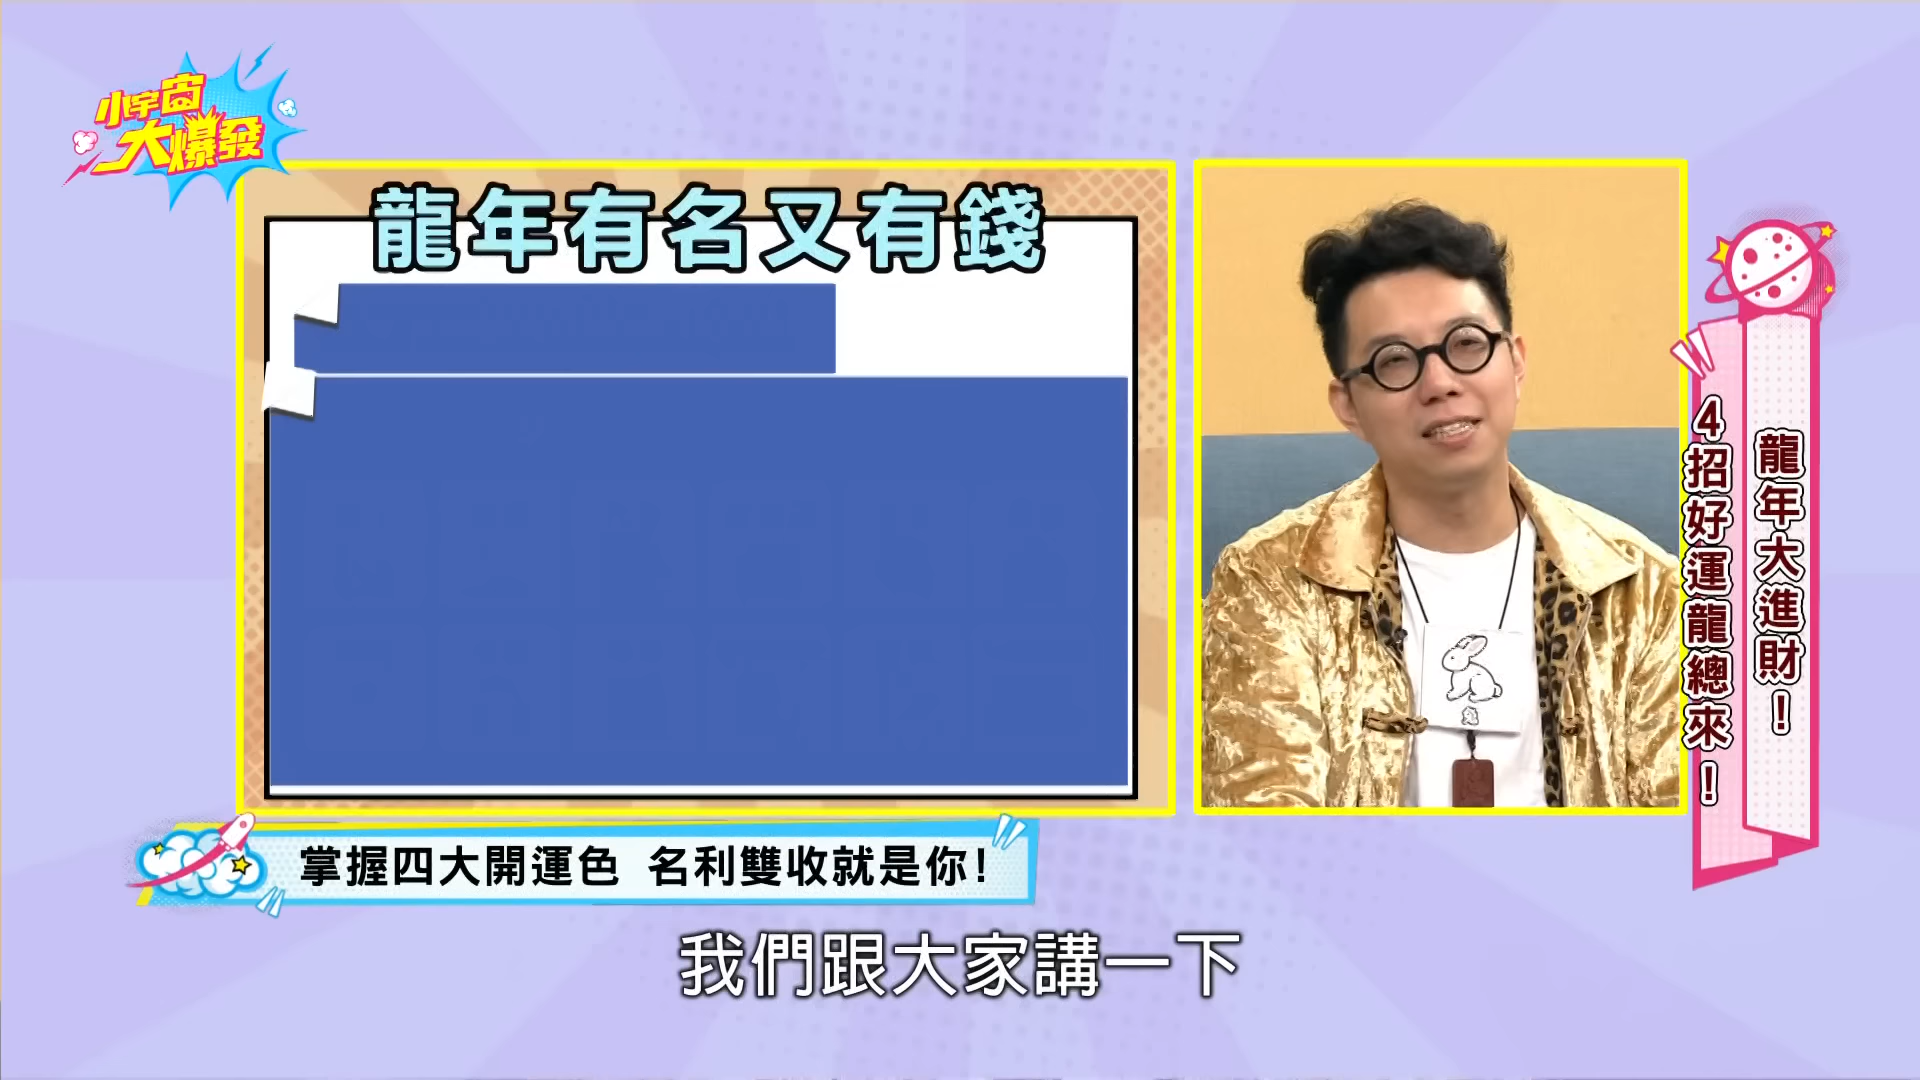 小宇宙
大爆發
龍年有名又有錢
龍年大進財！
4招好運龍總來！
掌握四大開運色 名利雙收就是你！
我們跟大家講一下